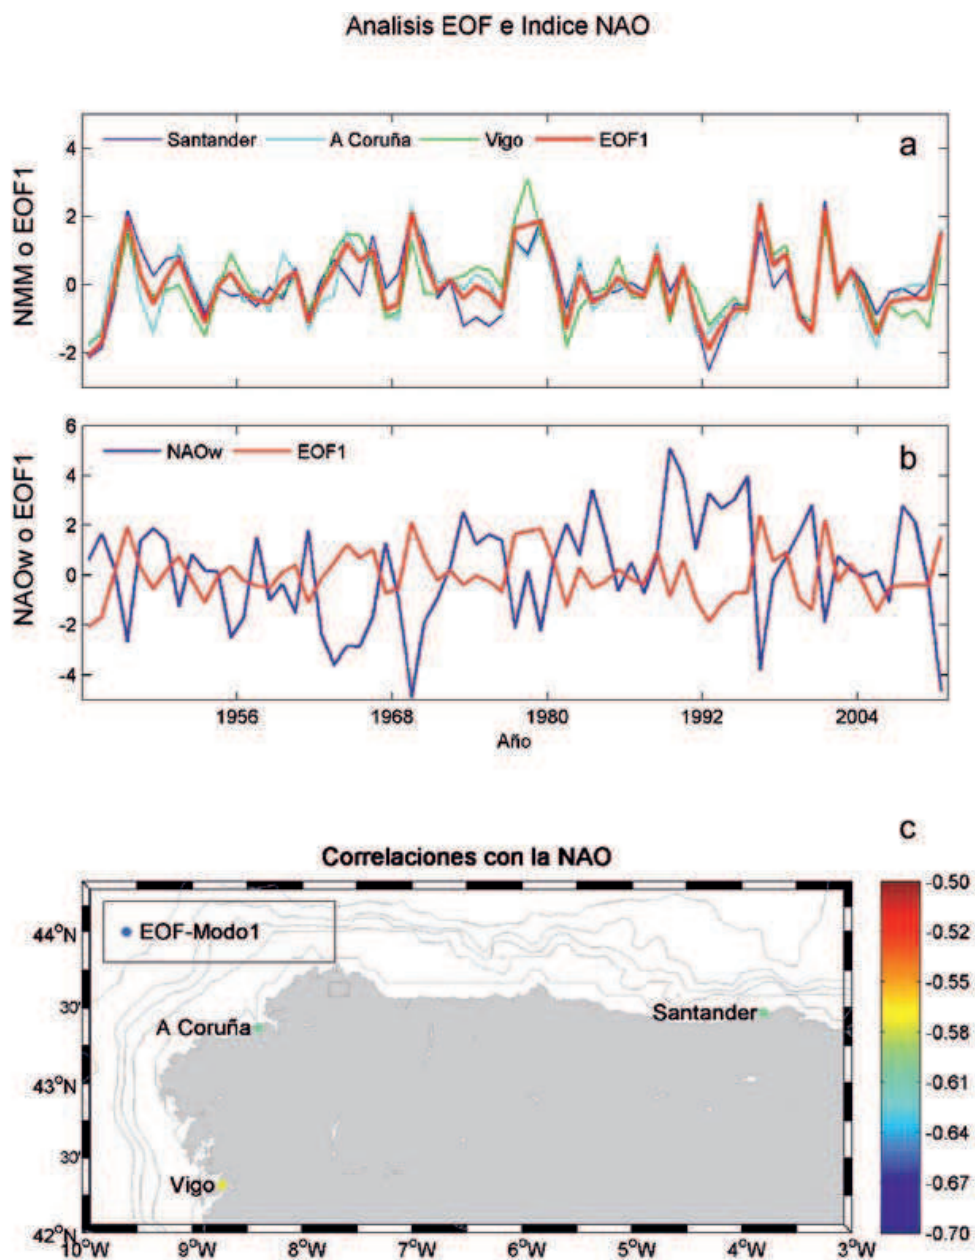 Analisis EOF e Indice NAO
Santander A Coruña Vigo EOF1
a
NMM o EOF1
4
2
0
-2
NAOw EOF1
b
NAOw o EOF1
6
4
2
0
-2
-4
1956 1968 1980 1992 2004
Año
c
Correlaciones con la NAO
EOF-Modo1
A Coruña
Santander
Vigo
44°N
30'
43°N
30'
42°N
10°W 9°W 8°W 7°W 6°W 5°W 4°W 3°W
-0.50
-0.52
-0.55
-0.58
-0.61
-0.64
-0.67
-0.70